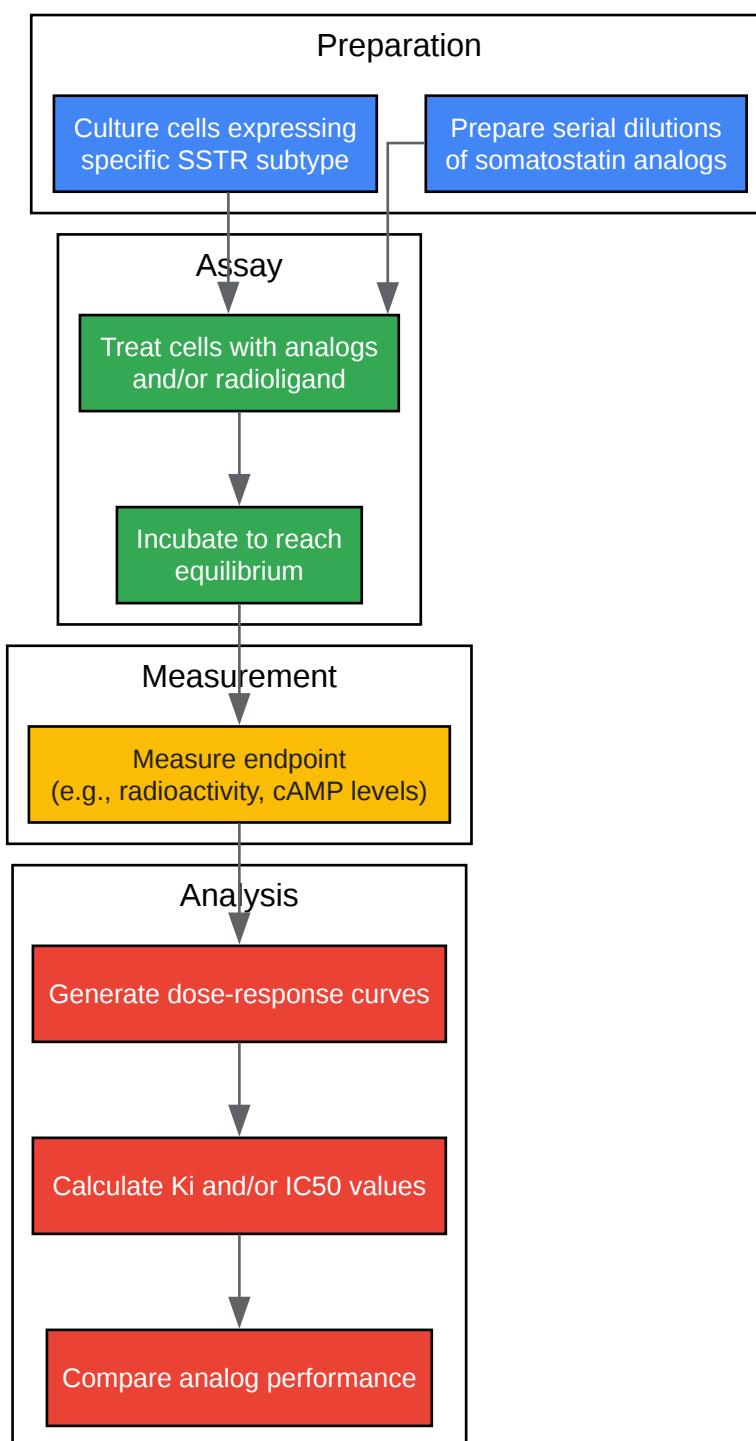 Preparation
Culture cells expressing
specific SSTR subtype
Prepare serial dilutions
of somatostatin analogs
Assay
Treat cells with analogs
and/or radioligand
Incubate to reach
equilibrium
Measurement
Measure endpoint
(e.g., radioactivity, cAMP levels)
Analysis
Generate dose-response curves
Calculate Ki and/or IC50 values
Compare analog performance